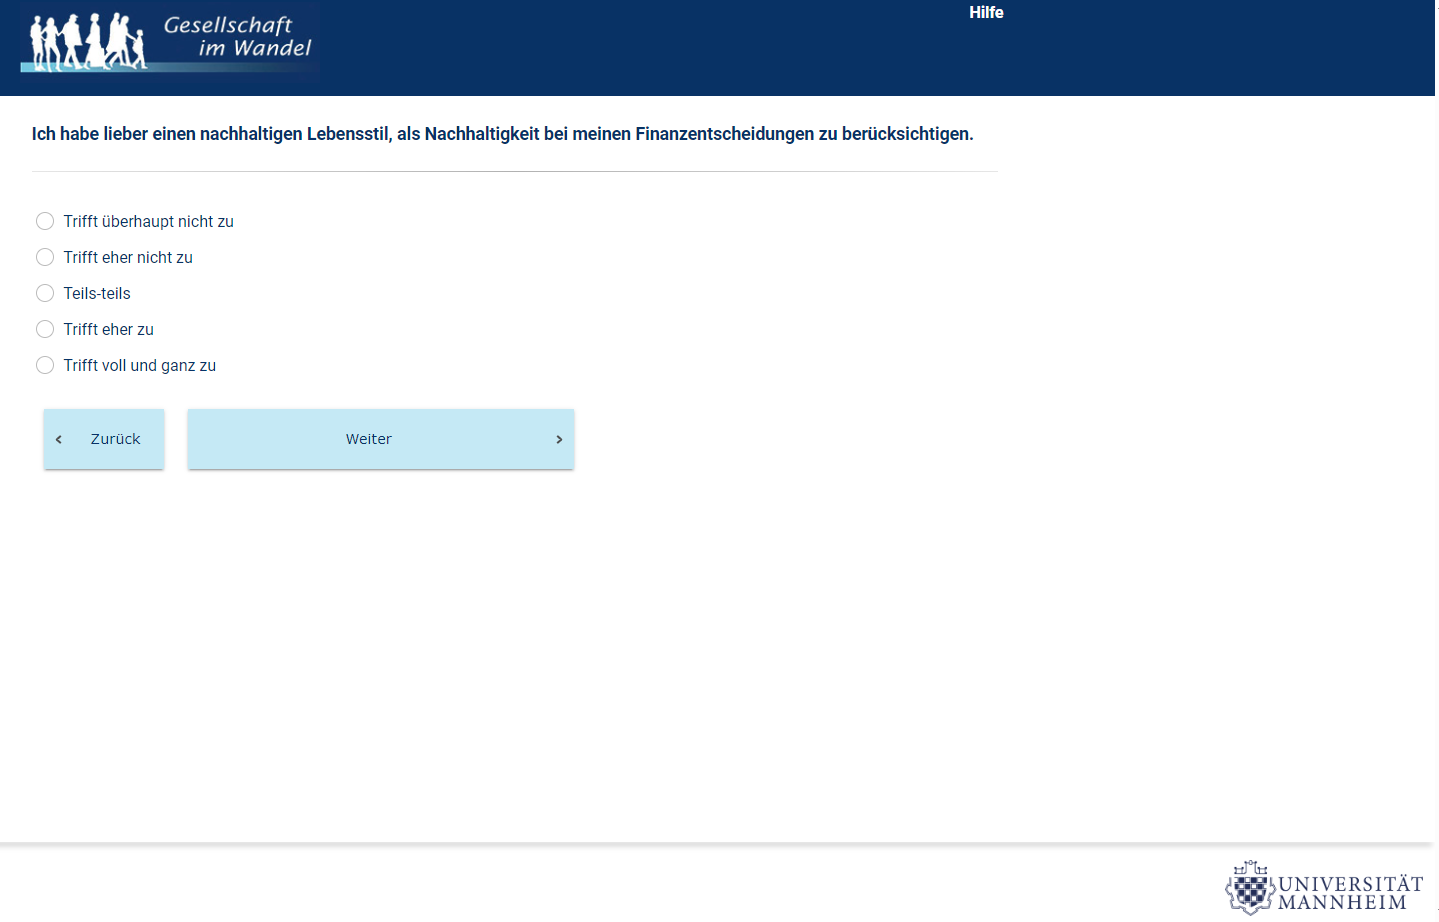 Gesellschaft
im Wandel
Hilfe
Ich habe lieber einen nachhaltigen Lebensstil, als Nachhaltigkeit bei meinen Finanzentscheidungen zu berücksichtigen.
Trifft überhaupt nicht zu
Trifft eher nicht zu
Teils-teils
Trifft eher zu
Trifft voll und ganz zu
Zurück
Weiter
UNIVERSITÄT
MANNHEIM